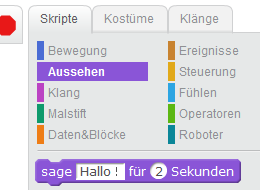 Skripte Kostüme Klänge
Bewegung Ereignisse
Aussehen Steuerung
Klang Fühlen
Malstift Operatoren
Daten&Blöcke Roboter
sage Hallo ! für 2 Sekunden